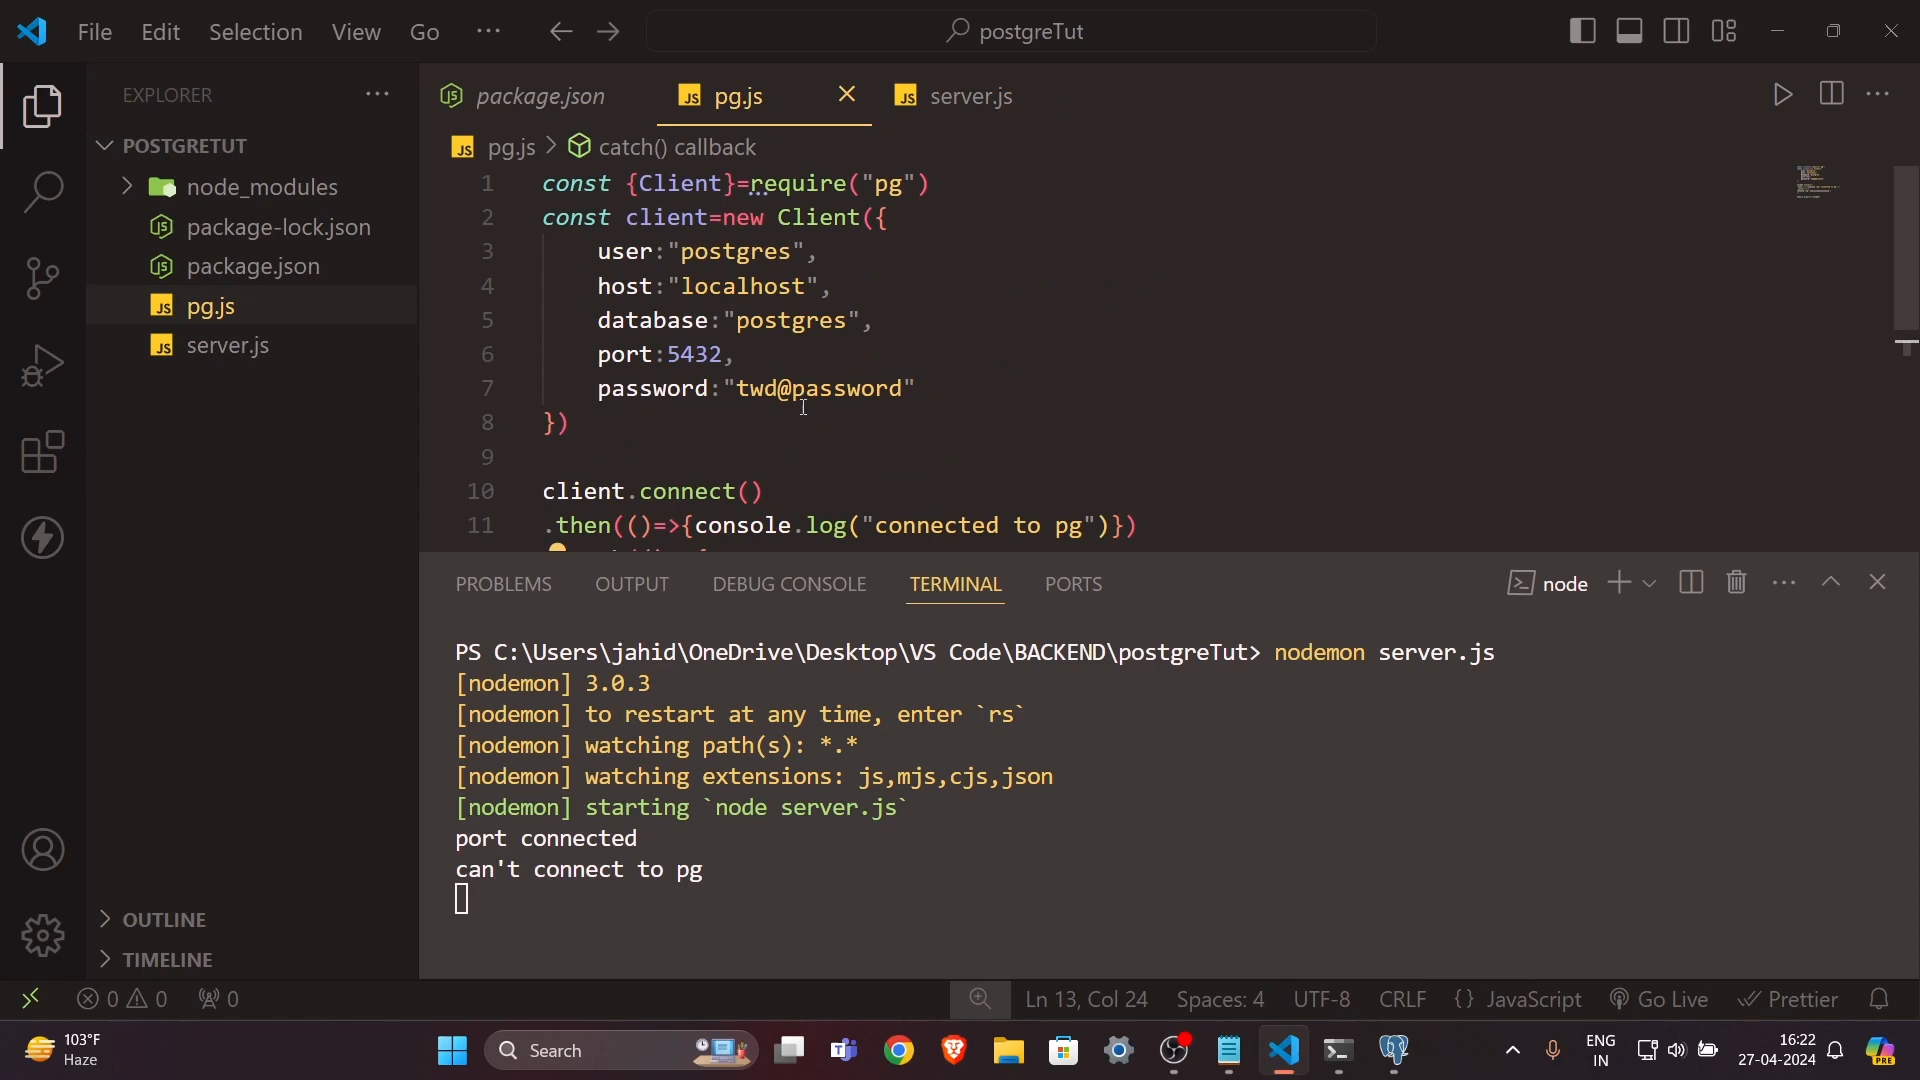 File Edit Selection View Go ··· postgreTut
EXPLORER ···
POSTGRETUT
node_modules
package-lock.json
package.json
JS pg.js
JS server.js
OUTLINE
TIMELINE
package.json JS pg.js JS server.js
JS pg.js > catch() callback
1 const {Client}=require("pg")
2 const client=new Client({
3 user:"postgres",
4 host:"localhost",
5 database:"postgres",
6 port:5432,
7 password:"twd@password"
8 })
9
10 client.connect()
11 .then(()=>{console.log("connected to pg")})
PROBLEMS OUTPUT DEBUG CONSOLE TERMINAL PORTS node
PS C:\Users\jahid\OneDrive\Desktop\VS Code\BACKEND\postgreTut> nodemon server.js
[nodemon] 3.0.3
[nodemon] to restart at any time, enter `rs`
[nodemon] watching path(s): *.*
[nodemon] watching extensions: js,mjs,cjs,json
[nodemon] starting `node server.js`
port connected
can't connect to pg
0 0 0 Ln 13, Col 24 Spaces: 4 UTF-8 CRLF {} JavaScript Go Live Prettier
103°F
Haze
Search
ENG
IN
16:22
27-04-2024
PRE